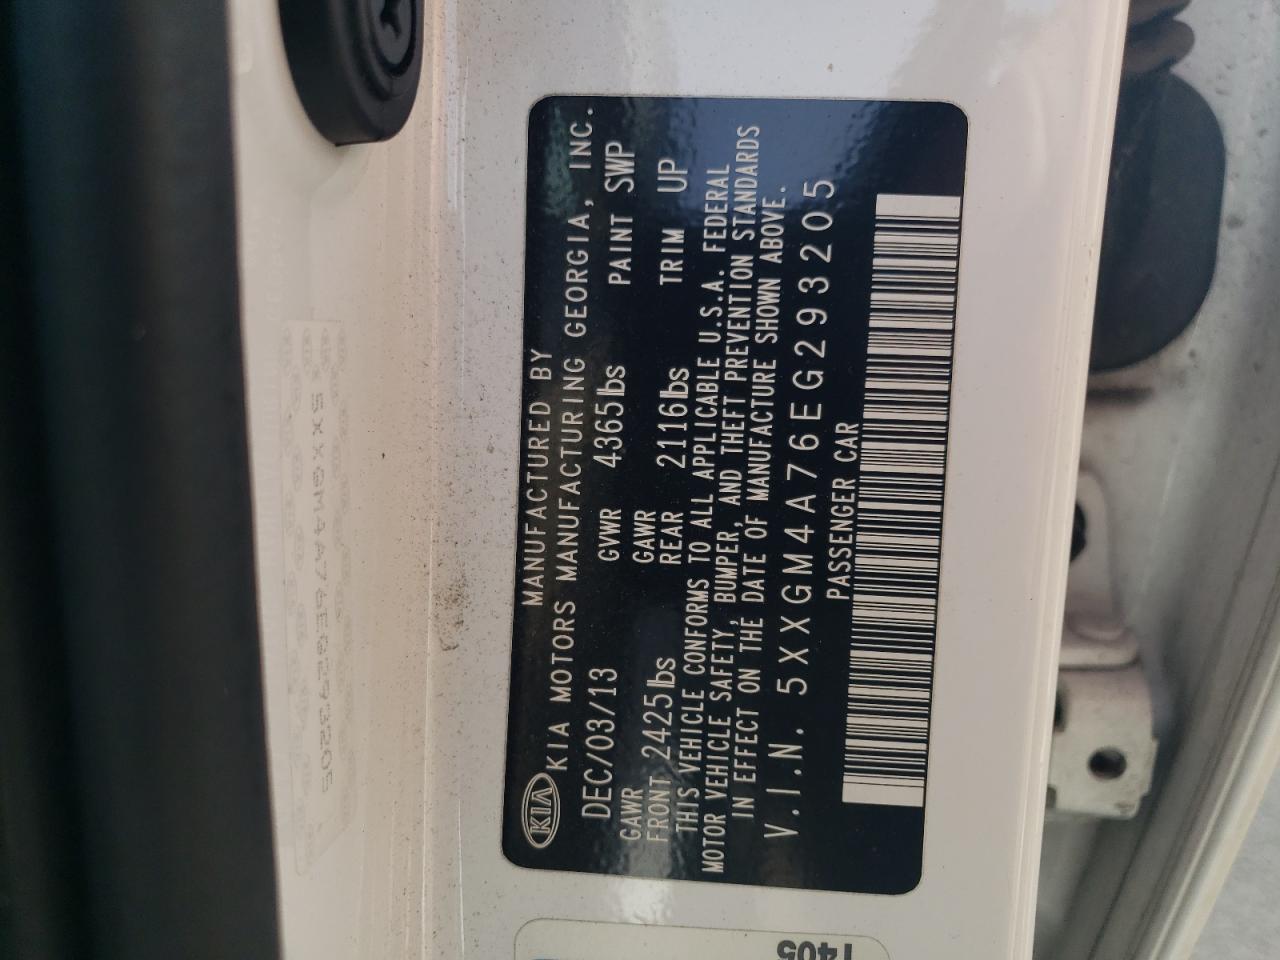 KIA
MANUFACTURED BY
KIA MOTORS MANUFACTURING GEORGIA, INC.
DEC/03/13 GVWR 4365lbs PAINT SWP
GAWR FRONT 2425lbs GAWR REAR 2116lbs TRIM UP
THIS VEHICLE CONFORMS TO ALL APPLICABLE U.S.A. FEDERAL
MOTOR VEHICLE SAFETY, BUMPER, AND THEFT PREVENTION STANDARDS
IN EFFECT ON THE DATE OF MANUFACTURE SHOWN ABOVE.
V.I.N. 5XXGM4A76EG293205
PASSENGER CAR
5XXGM4A76EG293205
1405